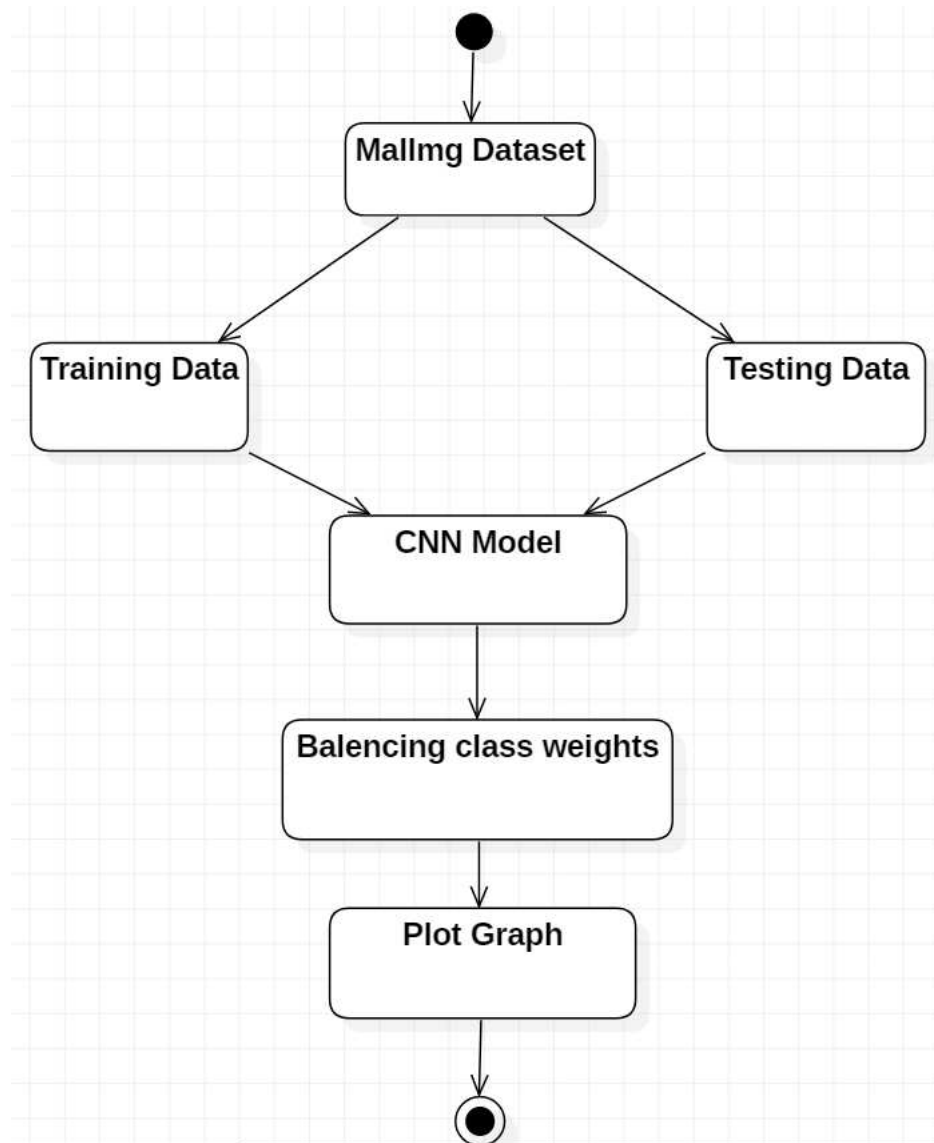 MalImg Dataset
Training Data
Testing Data
CNN Model
Balencing class weights
Plot Graph